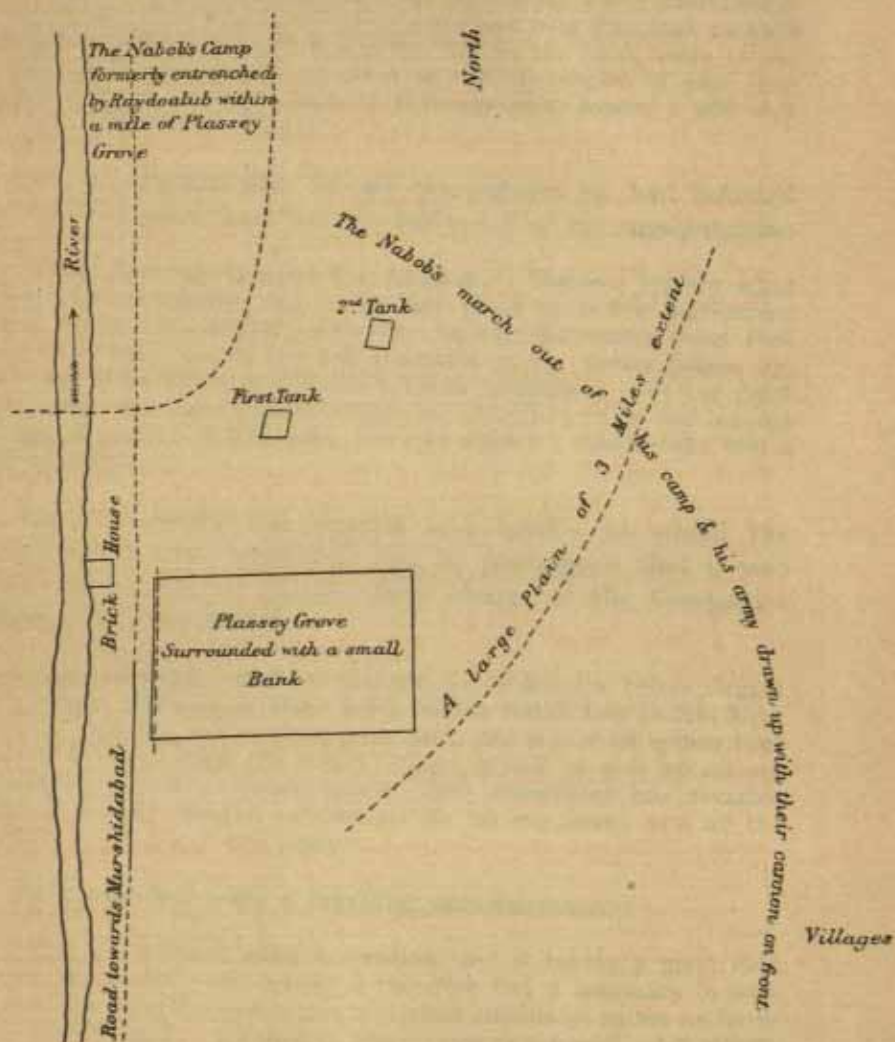 The Nabob's Camp
formerly entrenched
by Raydoalub within
a mile of Plassey
Grove
North
River
The Nabob's march out of his camp & his army drawn up with their cannon on front.
2nd Tank
First Tank
A large Plain of 3 Miles extent
Brick House
Plassey Grove
Surrounded with a small
Bank
Road towards Murshidabad
Villages